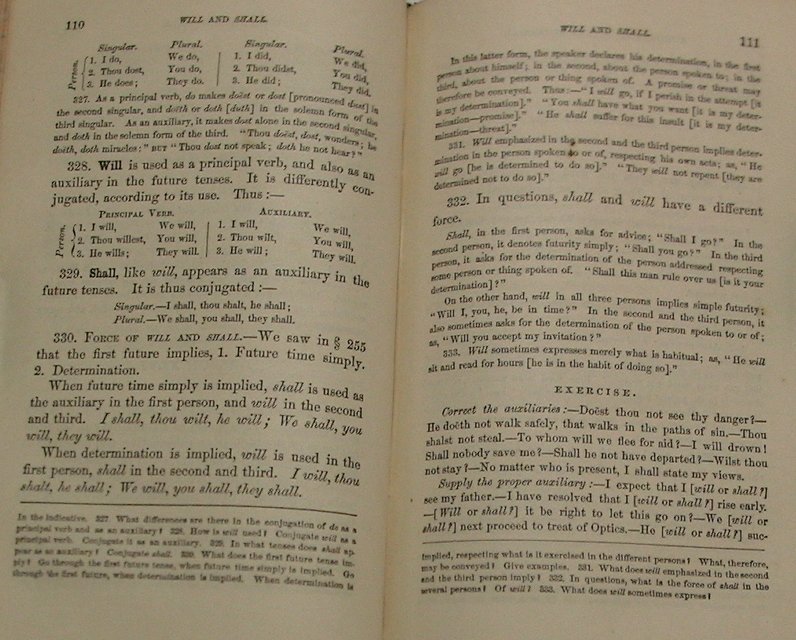 110
WILL AND SHALL.
Singular. Plural. Singular. Plural.
Person.
1. I do, We do, 1. I did, We did,
2. Thou dost, You do, 2. Thou didst, You did,
3. He does; They do. 3. He did; They did.
327. As a principal verb, do makes doëst or dost [pronounced dust] in
the second singular, and doëth or doth [duth] in the solemn form of the
third singular. As an auxiliary, it makes dost alone in the second singular,
and doth in the solemn form of the third. "Thou doëst, dost, wonders; he
doëth, doth miracles:" BUT "Thou dost not speak; doth he not hear?"
328. Will is used as a principal verb, and also as an
auxiliary in the future tenses. It is differently con-
jugated, according to its use. Thus:—
PRINCIPAL VERB. AUXILIARY.
Person.
1. I will, We will, 1. I will, We will,
2. Thou willest, You will, 2. Thou wilt, You will,
3. He wills; They will. 3. He will; They will.
329. Shall, like will, appears as an auxiliary in the
future tenses. It is thus conjugated:—
Singular.—I shall, thou shalt, he shall;
Plural.—We shall, you shall, they shall.
330. FORCE OF WILL AND SHALL.—We saw in § 255
that the first future implies, 1. Future time simply.
2. Determination.
When future time simply is implied, shall is used as
the auxiliary in the first person, and will in the second
and third. I shall, thou wilt, he will; We shall, you
will, they will.
When determination is implied, will is used in the
first person, shall in the second and third. I will, thou
shalt, he shall; We will, you shall, they shall.
In the indicative. 327. What differences are there in the conjugation of do as a
principal verb and as an auxiliary? 328. How is will used? Conjugate will as a
principal verb. Conjugate it as an auxiliary. 329. In what tenses does shall ap-
pear as an auxiliary? Conjugate shall. 330. What does the first future tense im-
ply? Go through the first future tense, when future time simply is implied. Go
through the first future, when determination is implied. When determination is
WILL AND SHALL.
111
In this latter form, the speaker declares his determination, in the first
person about himself; in the second, about the person spoken to; in the
third, about the person or thing spoken of. A promise or threat may
therefore be conveyed. Thus:—"I will go, if I perish in the attempt [it
is my determination]." "You shall have what you want [it is my deter-
mination—promise]." "He shall suffer for this insult [it is my deter-
mination—threat]."
331. Will emphasized in the second and the third person implies deter-
mination in the person spoken to or of, respecting his own acts; as, "He
will go [he is determined to do so]." "They will not repent [they are
determined not to do so]."
332. In questions, shall and will have a different
force.
Shall, in the first person, asks for advice; "Shall I go?" In the
second person, it denotes futurity simply; "Shall you go?" In the third
person, it asks for the determination of the person addressed respecting
some person or thing spoken of. "Shall this man rule over us [is it your
determination]?"
On the other hand, will in all three persons implies simple futurity;
"Will I, you, he, be in time?" In the second and the third person, it
also sometimes asks for the determination of the person spoken to or of;
as, "Will you accept my invitation?"
333. Will sometimes expresses merely what is habitual; as, "He will
sit and read for hours [he is in the habit of doing so]."
EXERCISE.
Correct the auxiliaries:—Doëst thou not see thy danger?—
He doëth not walk safely, that walks in the paths of sin.—Thou
shalst not steal.—To whom will we flee for aid?—I will drown!
Shall nobody save me?—Shall he not have departed?—Wilst thou
not stay?—No matter who is present, I shall state my views.
Supply the proper auxiliary:—I expect that I [will or shall?]
see my father.—I have resolved that I [will or shall?] rise early.
—[Will or shall?] it be right to let this go on?—We [will or
shall?] next proceed to treat of Optics.—He [will or shall?] suc-
implied, respecting what is it exercised in the different persons? What, therefore,
may be conveyed? Give examples. 331. What does will emphasized in the second
and the third person imply? 332. In questions, what is the force of shall in the
several persons? Of will? 333. What does will sometimes express?